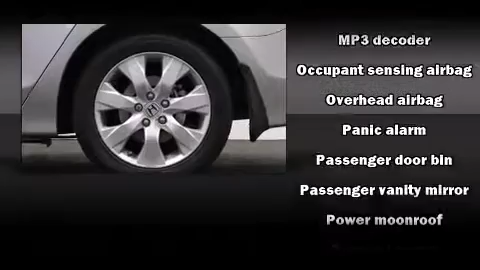 MP3 decoder
Occupant sensing airbag
Overhead airbag
Panic alarm
Passenger door bin
Passenger vanity mirror
Power moonroof